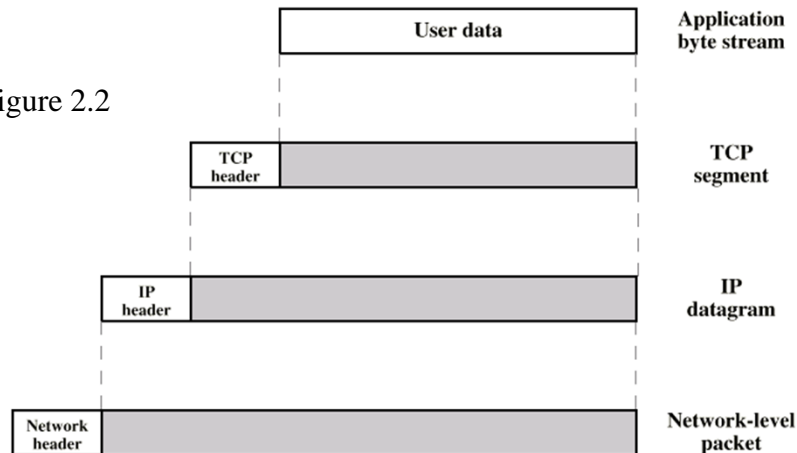 User data
Application
byte stream
igure 2.2
TCP
header
TCP
segment
IP
header
IP
datagram
Network
header
Network-level
packet